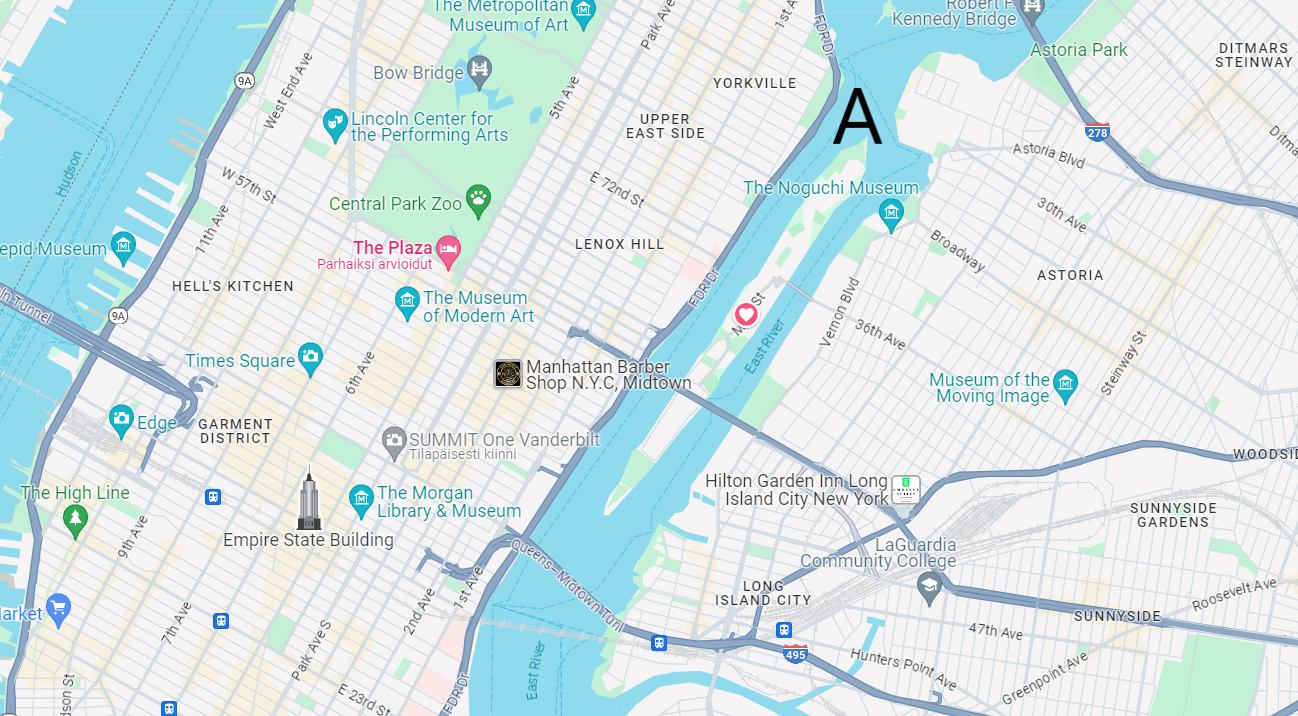 The Metropolitan
Museum of Art
Park Ave
1st A
FDR Dr
Robert F.
Kennedy Bridge
Astoria Park
DITMARS
STEINWAY
9A
West End Ave
Bow Bridge
5th Ave
YORKVILLE
A
Lincoln Center for
the Performing Arts
UPPER
EAST SIDE
278
Ditma
Astoria Blvd
Hudson
W 57th St
E 72nd St
The Noguchi Museum
Central Park Zoo
30th Ave.
11th Ave
epid Museum
The Plaza
Parhaiksi arvioidut
LENOX HILL
Broadway
ASTORIA
HELL'S KITCHEN
FDR Dr
The Museum
of Modern Art
9A
East River
Vernon Blvd
36th Ave
Steinway St
Times Square
6th Ave
Manhattan Barber
Shop N.Y.C, Midtown
Museum of the
Moving Image
Edge
GARMENT
DISTRICT
SUMMIT One Vanderbilt
Tilapäisesti kiinni
WOODSID
The High Line
The Morgan
Library & Museum
Hilton Garden Inn Long
Island City New York
SUNNYSIDE
GARDENS
9th Ave
Empire State Building
Queens-Midtown Tunl
LaGuardia
Community College
arket
7th Ave
Park Ave S
2nd Ave
1st Ave
LONG
ISLAND CITY
Roosevelt Ave
SUNNYSIDE
47th Ave
495
Hunters Point Ave
Greenpoint Ave
East River
E 23rd St
FDR Dr
dson St